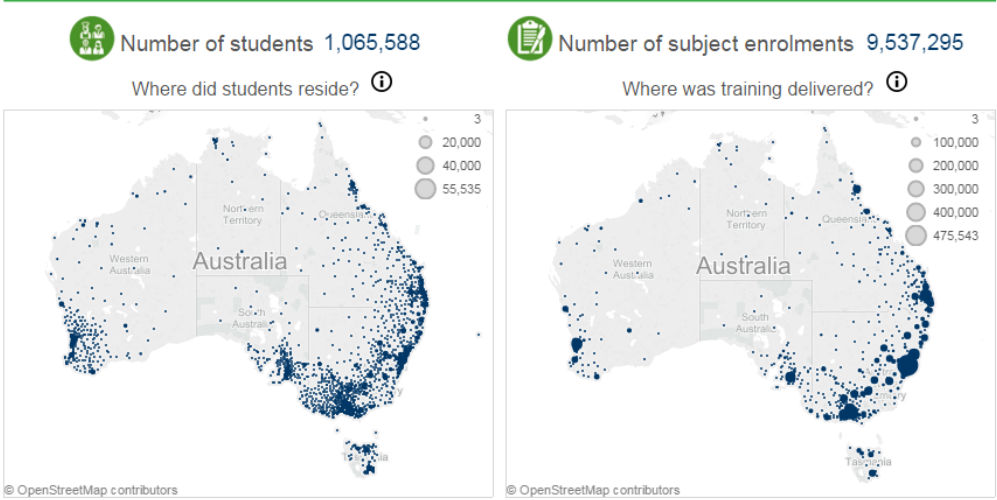 Number of students 1,065,588
Where did students reside?
3
20,000
40,000
55,535
Northern
Territory
Queensla
Western
Australia
Australia
South
Australia
© OpenStreetMap contributors
Number of subject enrolments 9,537,295
Where was training delivered?
3
100,000
200,000
300,000
400,000
475,543
Northern
Territory
Queensla
Western
Australia
Australia
South
Australia
Tasmania
© OpenStreetMap contributors